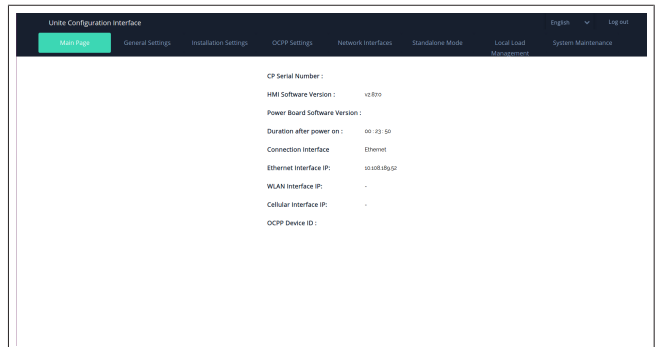 Unite Configuration Interface
English
Log out
Main Page
General Settings
Installation Settings
OCPP Settings
Network Interfaces
Standalone Mode
Local Load
Management
System Maintenance
CP Serial Number :
HMI Software Version : v2.87.0
Power Board Software Version :
Duration after power on : 00 : 23 : 50
Connection Interface Ethernet
Ethernet Interface IP: 10.108.189.52
WLAN Interface IP: -
Cellular Interface IP: -
OCPP Device ID :